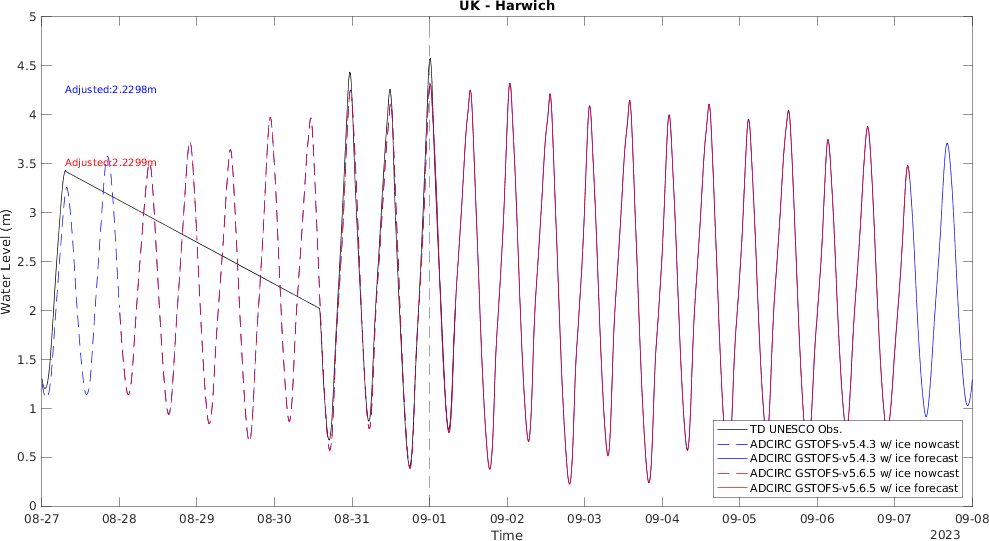 UK - Harwich
5
4.5
4
3.5
3
2.5
2
1.5
1
0.5
0
Water Level (m)
Adjusted:2.2298m
Adjusted:2.2299m
TD UNESCO Obs.
ADCIRC GSTOFS-v5.4.3 w/ ice nowcast
ADCIRC GSTOFS-v5.4.3 w/ ice forecast
ADCIRC GSTOFS-v5.6.5 w/ ice nowcast
ADCIRC GSTOFS-v5.6.5 w/ ice forecast
08-27 08-28 08-29 08-30 08-31 09-01 09-02 09-03 09-04 09-05 09-06 09-07 09-08
Time
2023